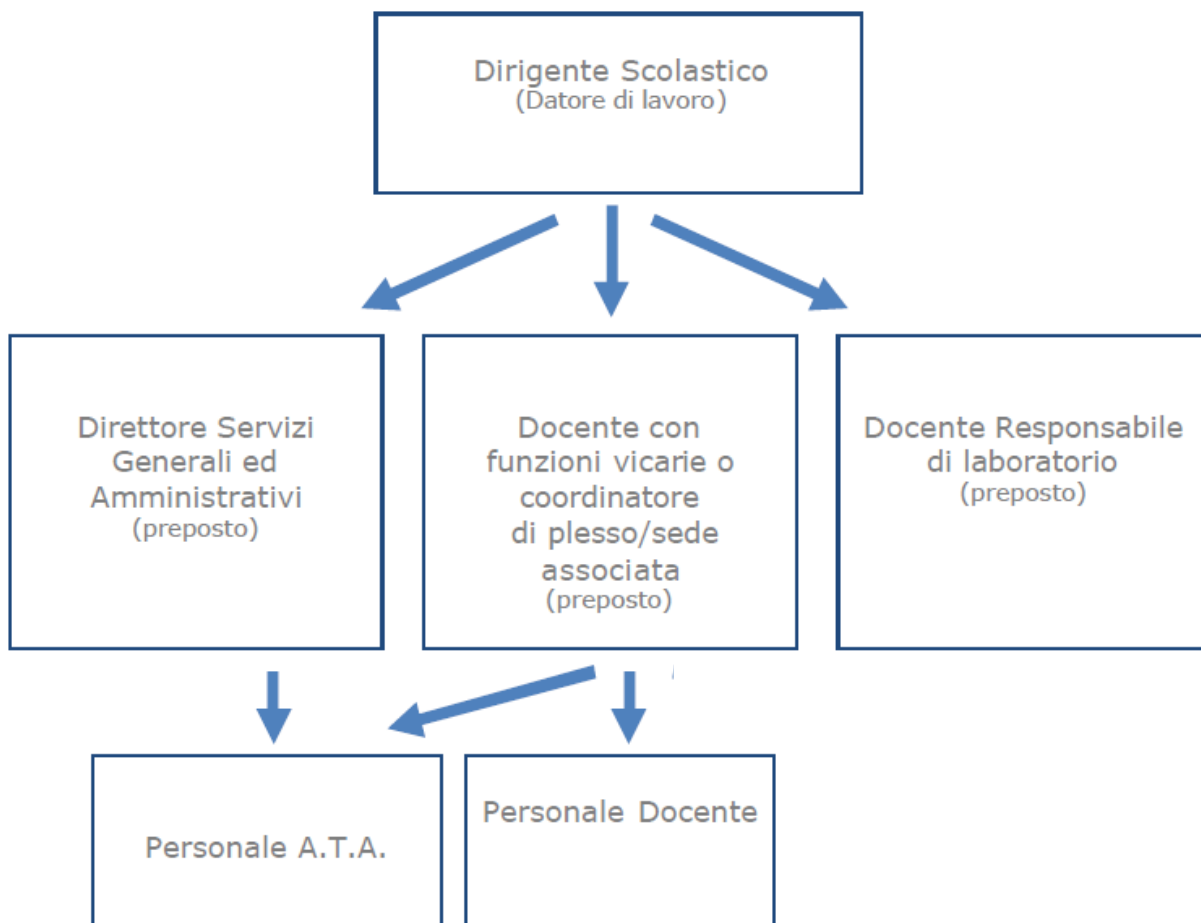 Dirigente Scolastico
(Datore di lavoro)
Direttore Servizi
Generali ed
Amministrativi
(preposto)
Docente con
funzioni vicarie o
coordinatore
di plesso/sede
associata
(preposto)
Docente Responsabile
di laboratorio
(preposto)
Personale A.T.A.
Personale Docente